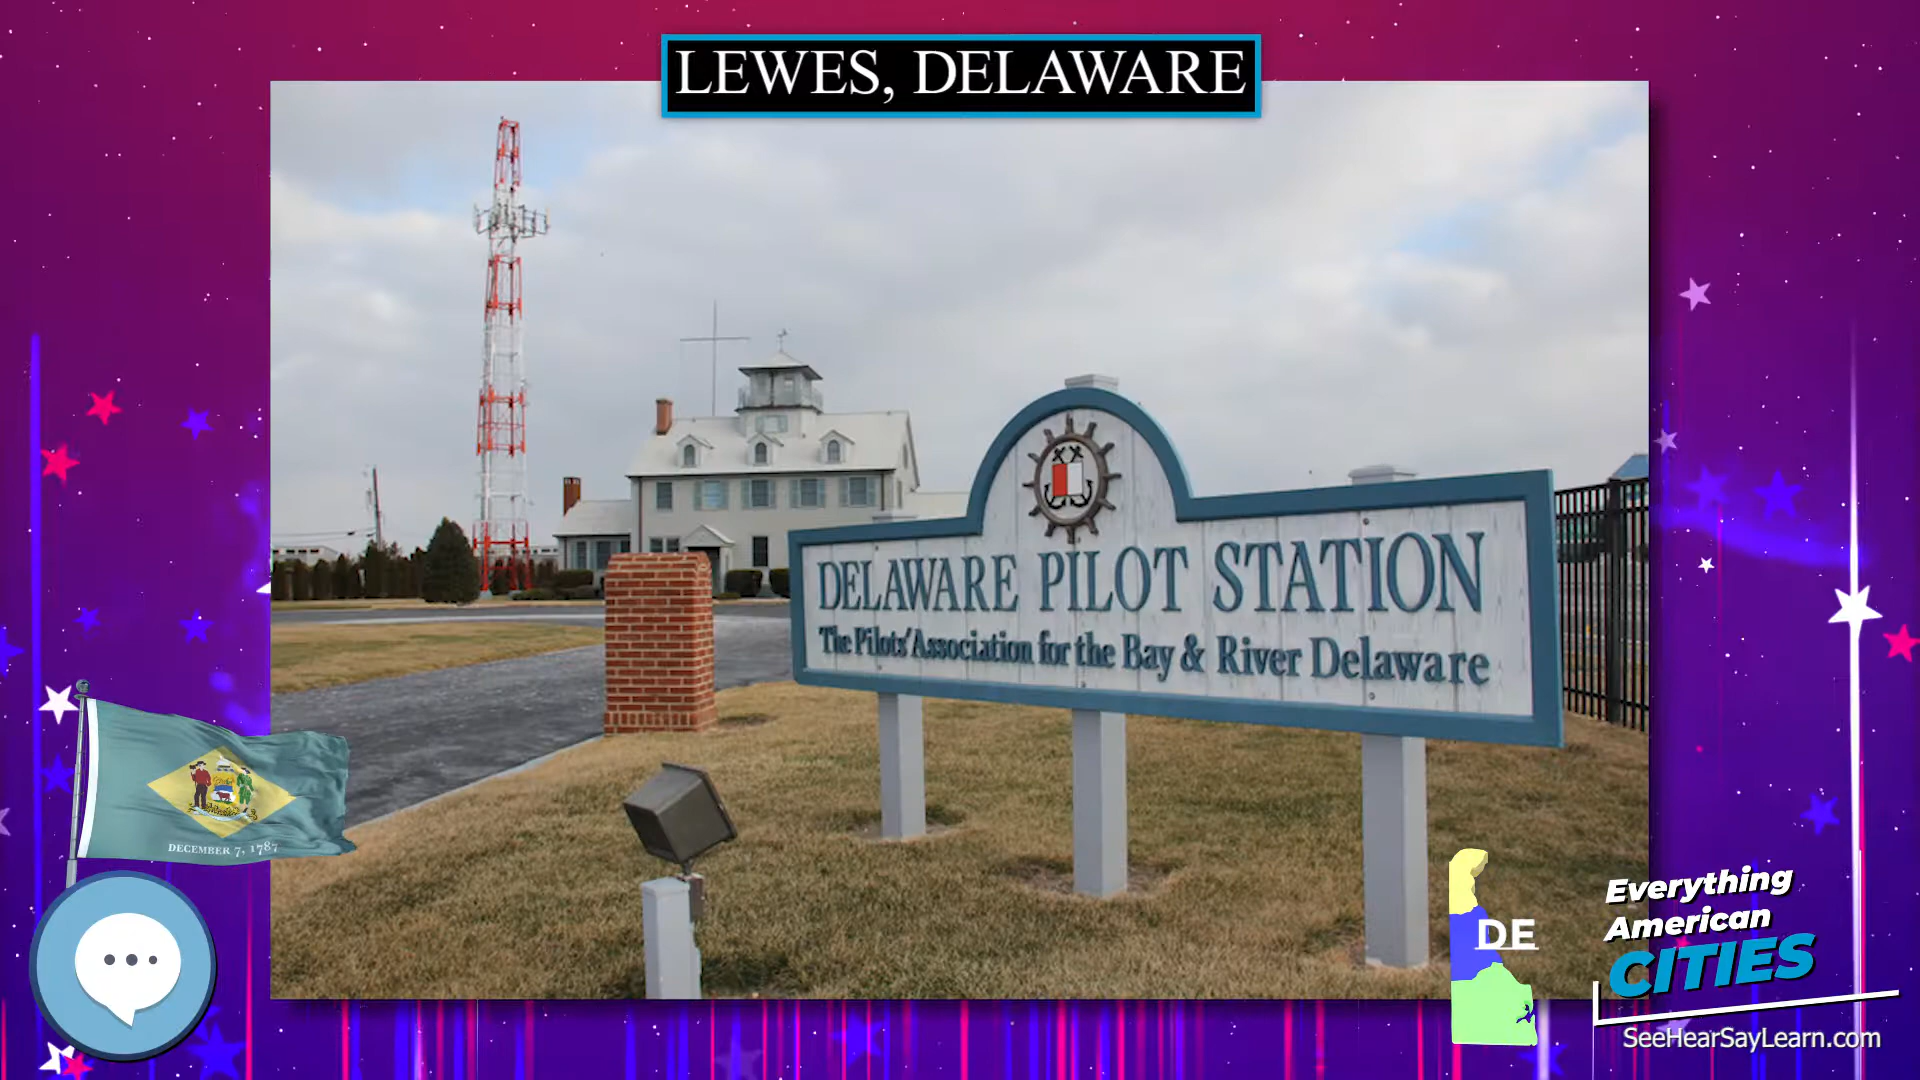 LEWES, DELAWARE
DELAWARE PILOT STATION
The Pilots' Association for the Bay & River Delaware
DECEMBER 7, 1787
DE
Everything
American
CITIES
SeeHearSayLearn.com